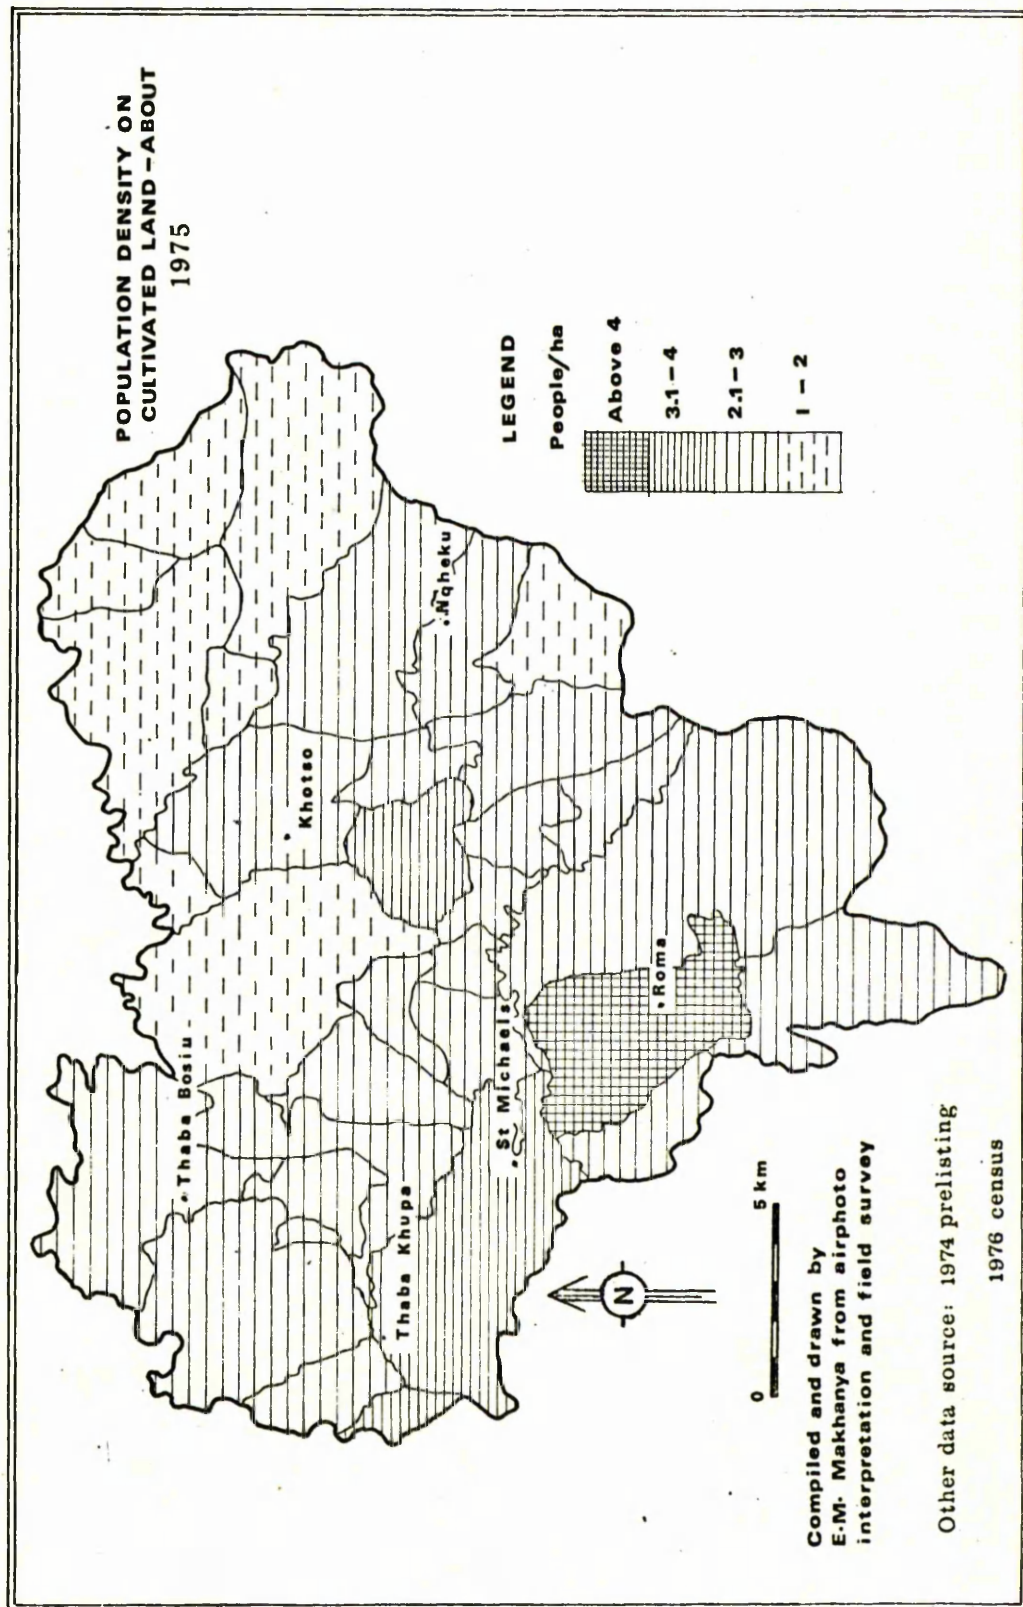 POPULATION DENSITY ON
CULTIVATED LAND-ABOUT
1975
Thaba Bosiu
Khotso
Nqheku
Thaba Khupa
St Michaels
Roma
N
LEGEND
People/ha
Above 4
3.1-4
2.1-3
1-2
0 5 km
Compiled and drawn by
E.M. Makhanya from airphoto
interpretation and field survey
Other data source: 1974 prelisting
1976 census